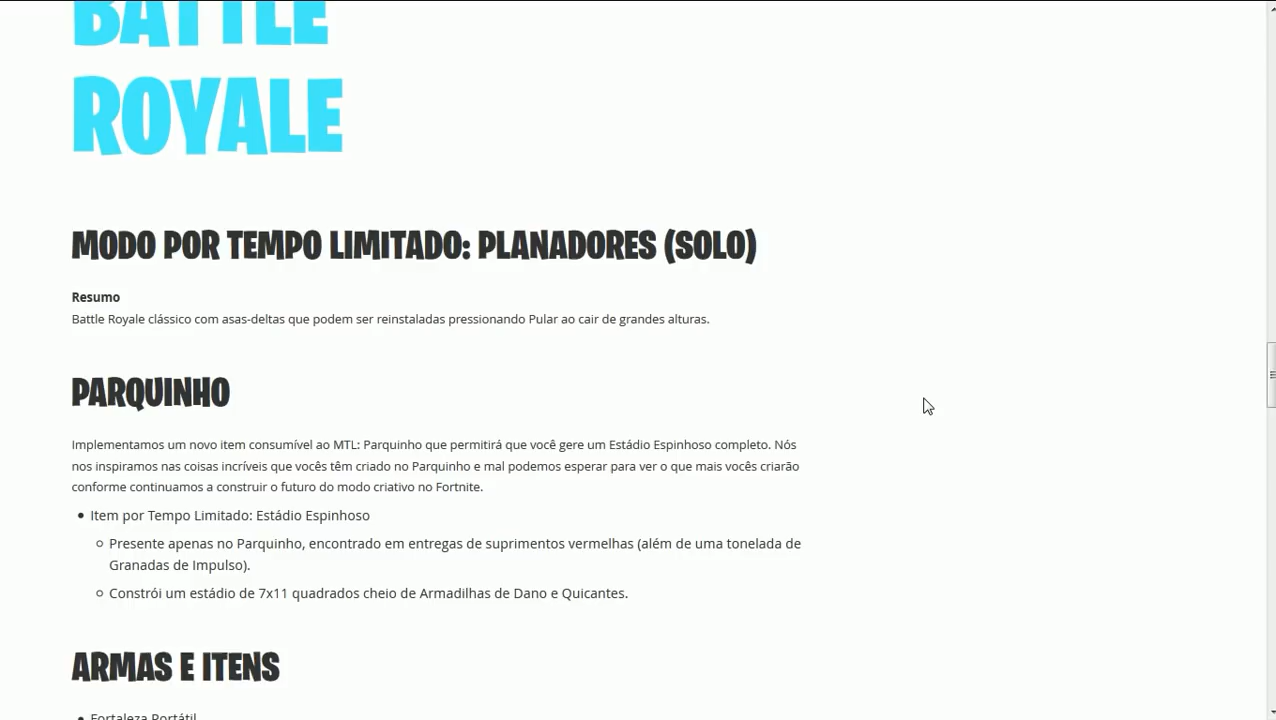 BATTLE
ROYALE
MODO POR TEMPO LIMITADO: PLANADORES (SOLO)
Resumo
Battle Royale clássico com asas-deltas que podem ser reinstaladas pressionando Pular ao cair de grandes alturas.
PARQUINHO
Implementamos um novo item consumível ao MTL: Parquinho que permitirá que você gere um Estádio Espinhoso completo. Nós
nos inspiramos nas coisas incríveis que vocês têm criado no Parquinho e mal podemos esperar para ver o que mais vocês criarão
conforme continuamos a construir o futuro do modo criativo no Fortnite.
Item por Tempo Limitado: Estádio Espinhoso
Presente apenas no Parquinho, encontrado em entregas de suprimentos vermelhas (além de uma tonelada de
Granadas de Impulso).
Constrói um estádio de 7x11 quadrados cheio de Armadilhas de Dano e Quicantes.
ARMAS E ITENS
Fortaleza Portátil